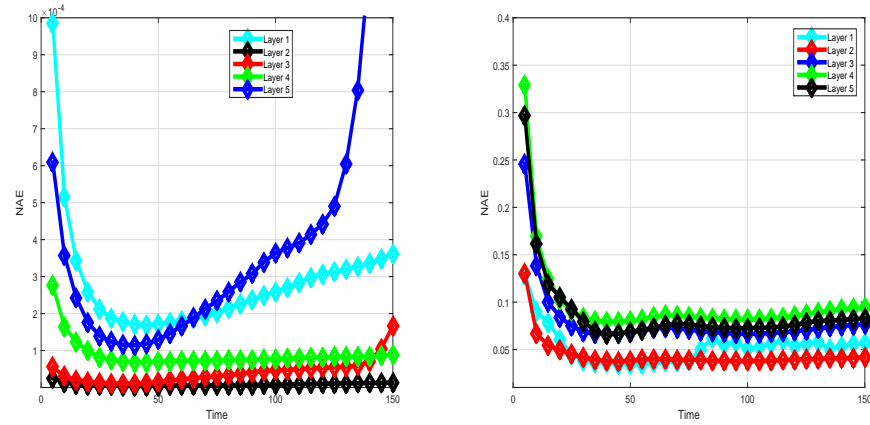 10 ×10⁻⁴
9
8
7
6
5
4
3
2
1
0
50
100
150
NAE
Time
Layer 1
Layer 2
Layer 3
Layer 4
Layer 5
0.4
0.35
0.3
0.25
0.2
0.15
0.1
0.05
0
50
100
150
NAE
Time
Layer 1
Layer 2
Layer 3
Layer 4
Layer 5